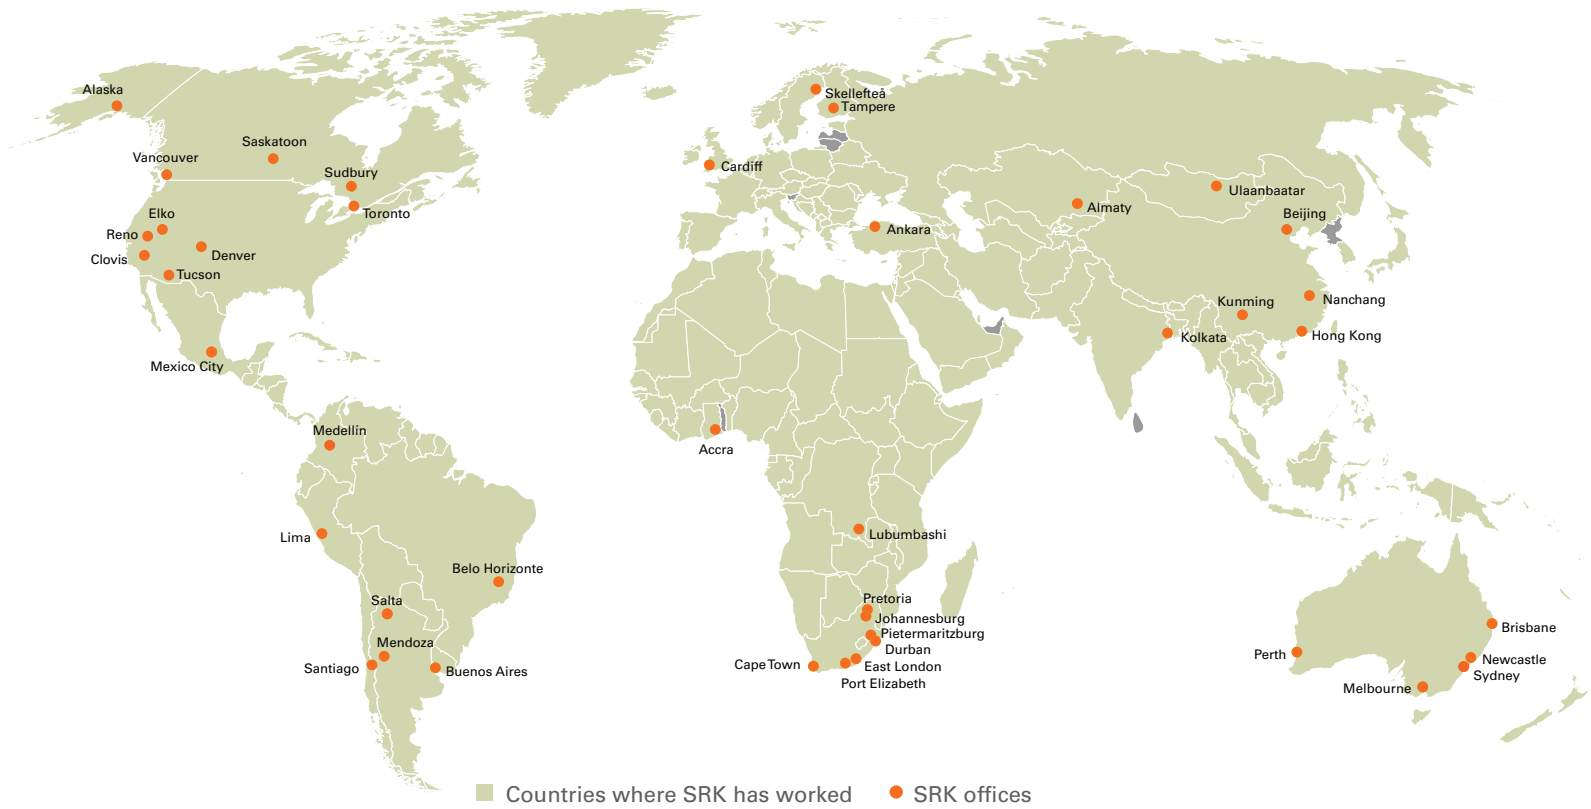 Alaska
Skellefteå
Tampere
Saskatoon
Vancouver
Cardiff
Sudbury
Ulaanbaatar
Almaty
Toronto
Elko
Beijing
Reno
Ankara
Denver
Clovis
Tucson
Nanchang
Kunming
Hong Kong
Kolkata
Mexico City
Medellín
Accra
Lubumbashi
Lima
Belo Horizonte
Salta
Pretoria
Johannesburg
Brisbane
Pietermaritzburg
Mendoza
Durban
Perth
Newcastle
Cape Town
East London
Santiago
Buenos Aires
Sydney
Port Elizabeth
Melbourne
Countries where SRK has worked
SRK offices